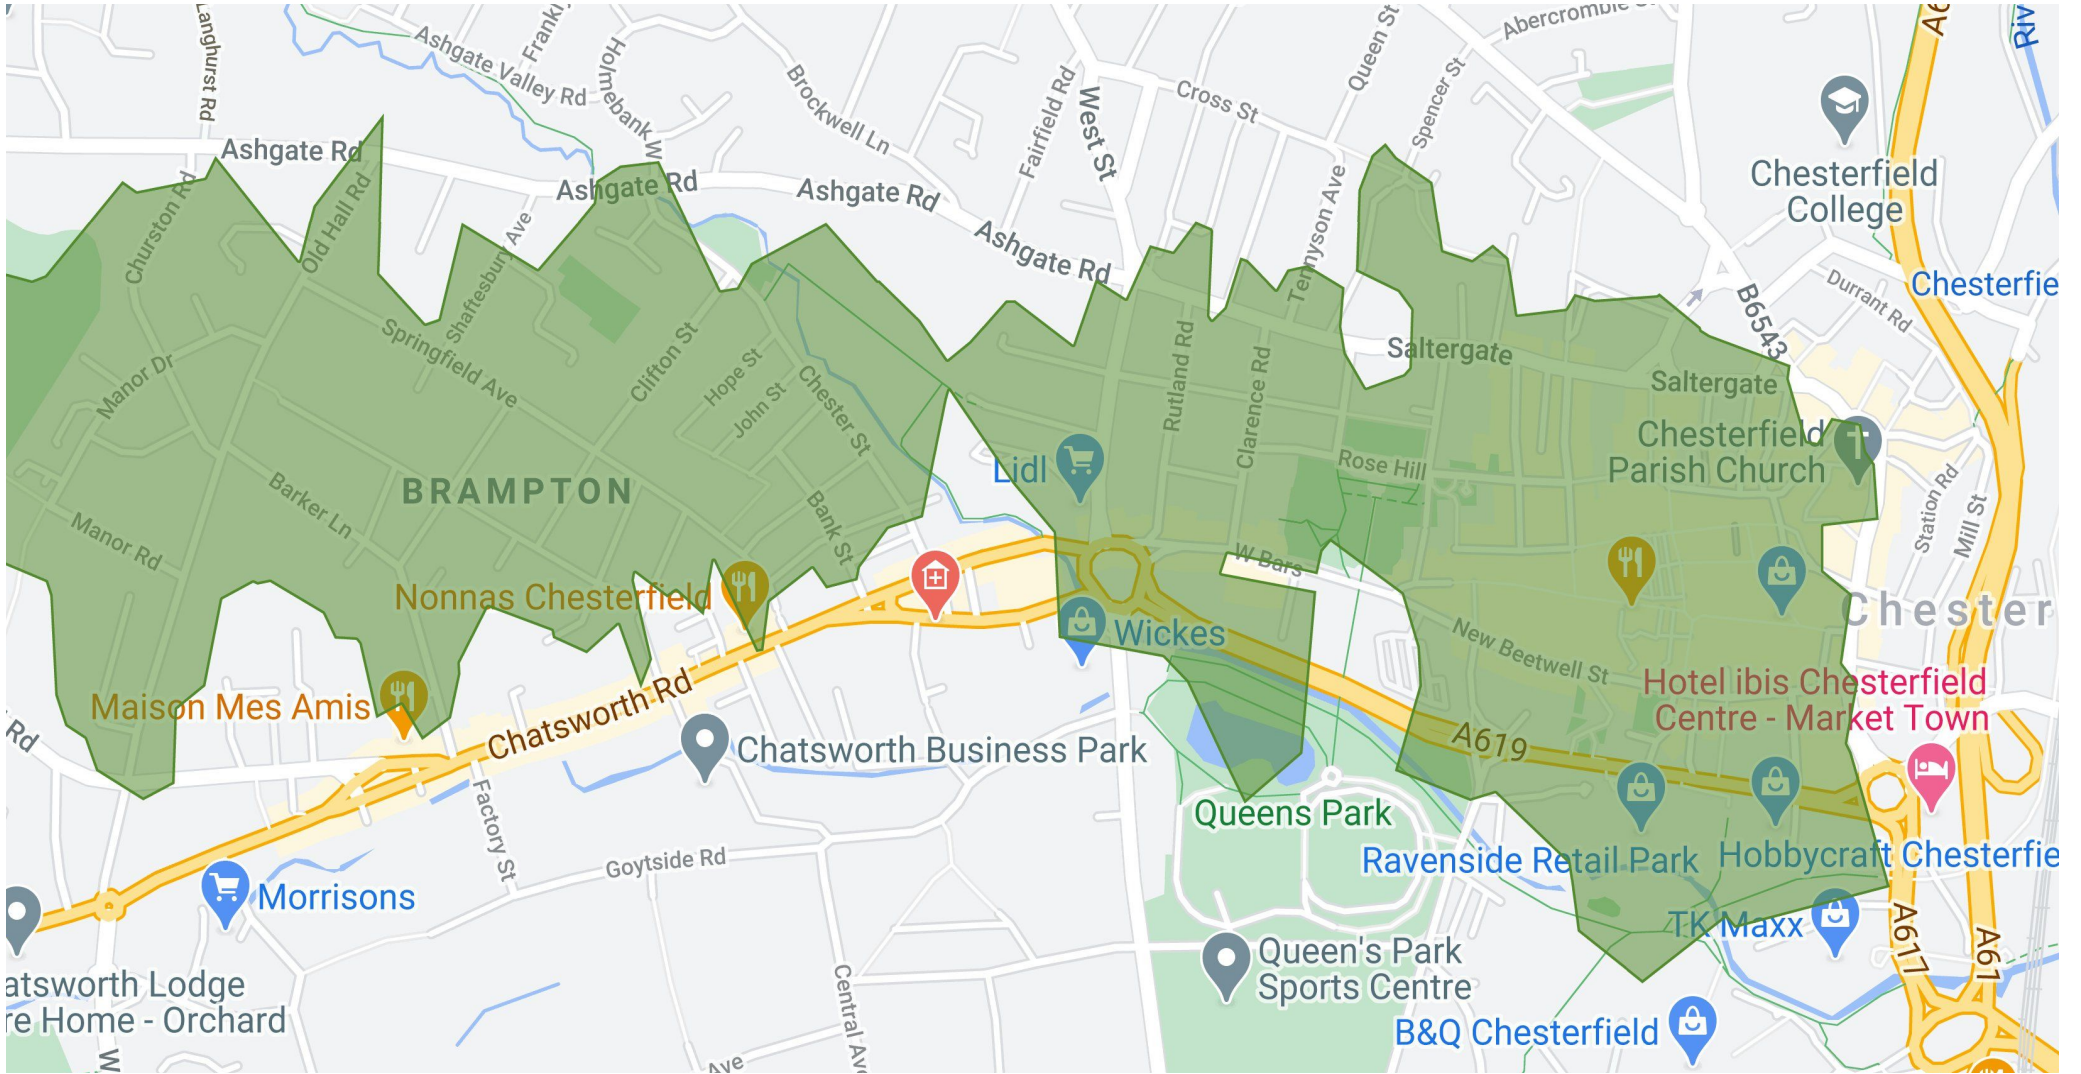 Langhurst Rd
Ashgate Valley Rd
Frankl
Holmebank W
Brockwell Ln
Fairfield Rd
West St
Cross St
Queen St
Spencer St
Abercrombie S
A6
Riv
Chesterfield
College
Ashgate Rd
Ashgate Rd
Ashgate Rd
Ashgate Rd
Churston Rd
Old Hall Rd
Shaftesbury Ave
Tennyson Ave
Durrant Rd
Chesterfie
B6543
Springfield Ave
Manor Dr
Clifton St
Hope St
John St
Chester St
Rutland Rd
Clarence Rd
Saltergate
Saltergate
Chesterfield
Parish Church
Lidl
Rose Hill
BRAMPTON
Barker Ln
Bank St
Manor Rd
Station Rd
Mill St
W Bars
Nonnas Chesterfield
Wickes
New Beetwell St
Chester
Hotel ibis Chesterfield
Centre - Market Town
Maison Mes Amis
Rd
Chatsworth Rd
Chatsworth Business Park
A619
Factory St
Queens Park
Goytside Rd
Ravenside Retail Park
Hobbycraft Chesterfie
Morrisons
TK Maxx
A617
A61
Queen's Park
Sports Centre
atsworth Lodge
re Home - Orchard
Central Av
B&Q Chesterfield
W
Ave